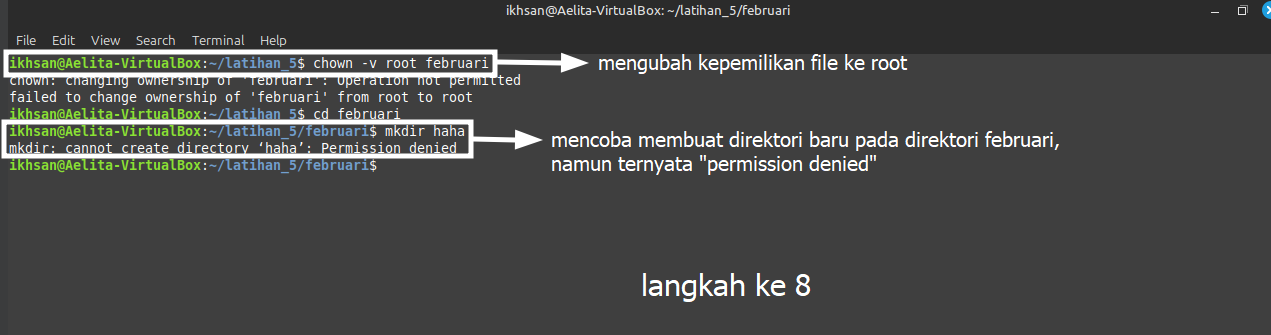 ikhsan@Aelita-VirtualBox: ~/latihan_5/februari
File Edit View Search Terminal Help
ikhsan@Aelita-VirtualBox:~/latihan_5$ chown -v root februari
mengubah kepemilikan file ke root
chown: changing ownership of 'februari': Operation not permitted
failed to change ownership of 'februari' from root to root
ikhsan@Aelita-VirtualBox:~/latihan_5$ cd februari
ikhsan@Aelita-VirtualBox:~/latihan_5/februari$ mkdir haha
mkdir: cannot create directory ‘haha’: Permission denied
mencoba membuat direktori baru pada direktori februari,
namun ternyata "permission denied"
ikhsan@Aelita-VirtualBox:~/latihan_5/februari$
langkah ke 8